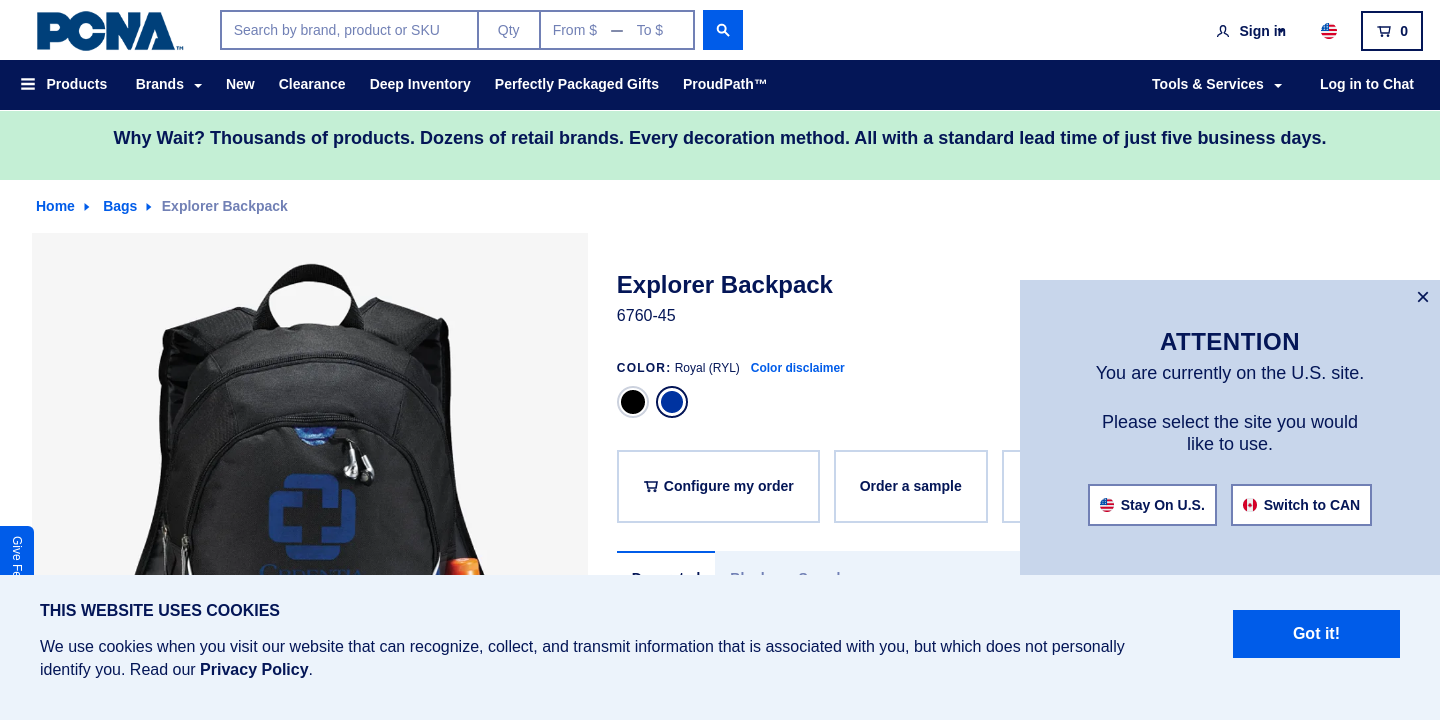 PCNA™
Search by brand, product or SKU
Qty
From $ — To $
Sign in
0
Products
Brands
New
Clearance
Deep Inventory
Perfectly Packaged Gifts
ProudPath™
Tools & Services
Log in to Chat
Why Wait? Thousands of products. Dozens of retail brands. Every decoration method. All with a standard lead time of just five business days.
Home
Bags
Explorer Backpack
Explorer Backpack
6760-45
COLOR: Royal (RYL)
Color disclaimer
Configure my order
Order a sample
ATTENTION
You are currently on the U.S. site.
Please select the site you would
like to use.
Stay On U.S.
Switch to CAN
Give Fe
THIS WEBSITE USES COOKIES
We use cookies when you visit our website that can recognize, collect, and transmit information that is associated with you, but which does not personally
identify you. Read our Privacy Policy.
Got it!